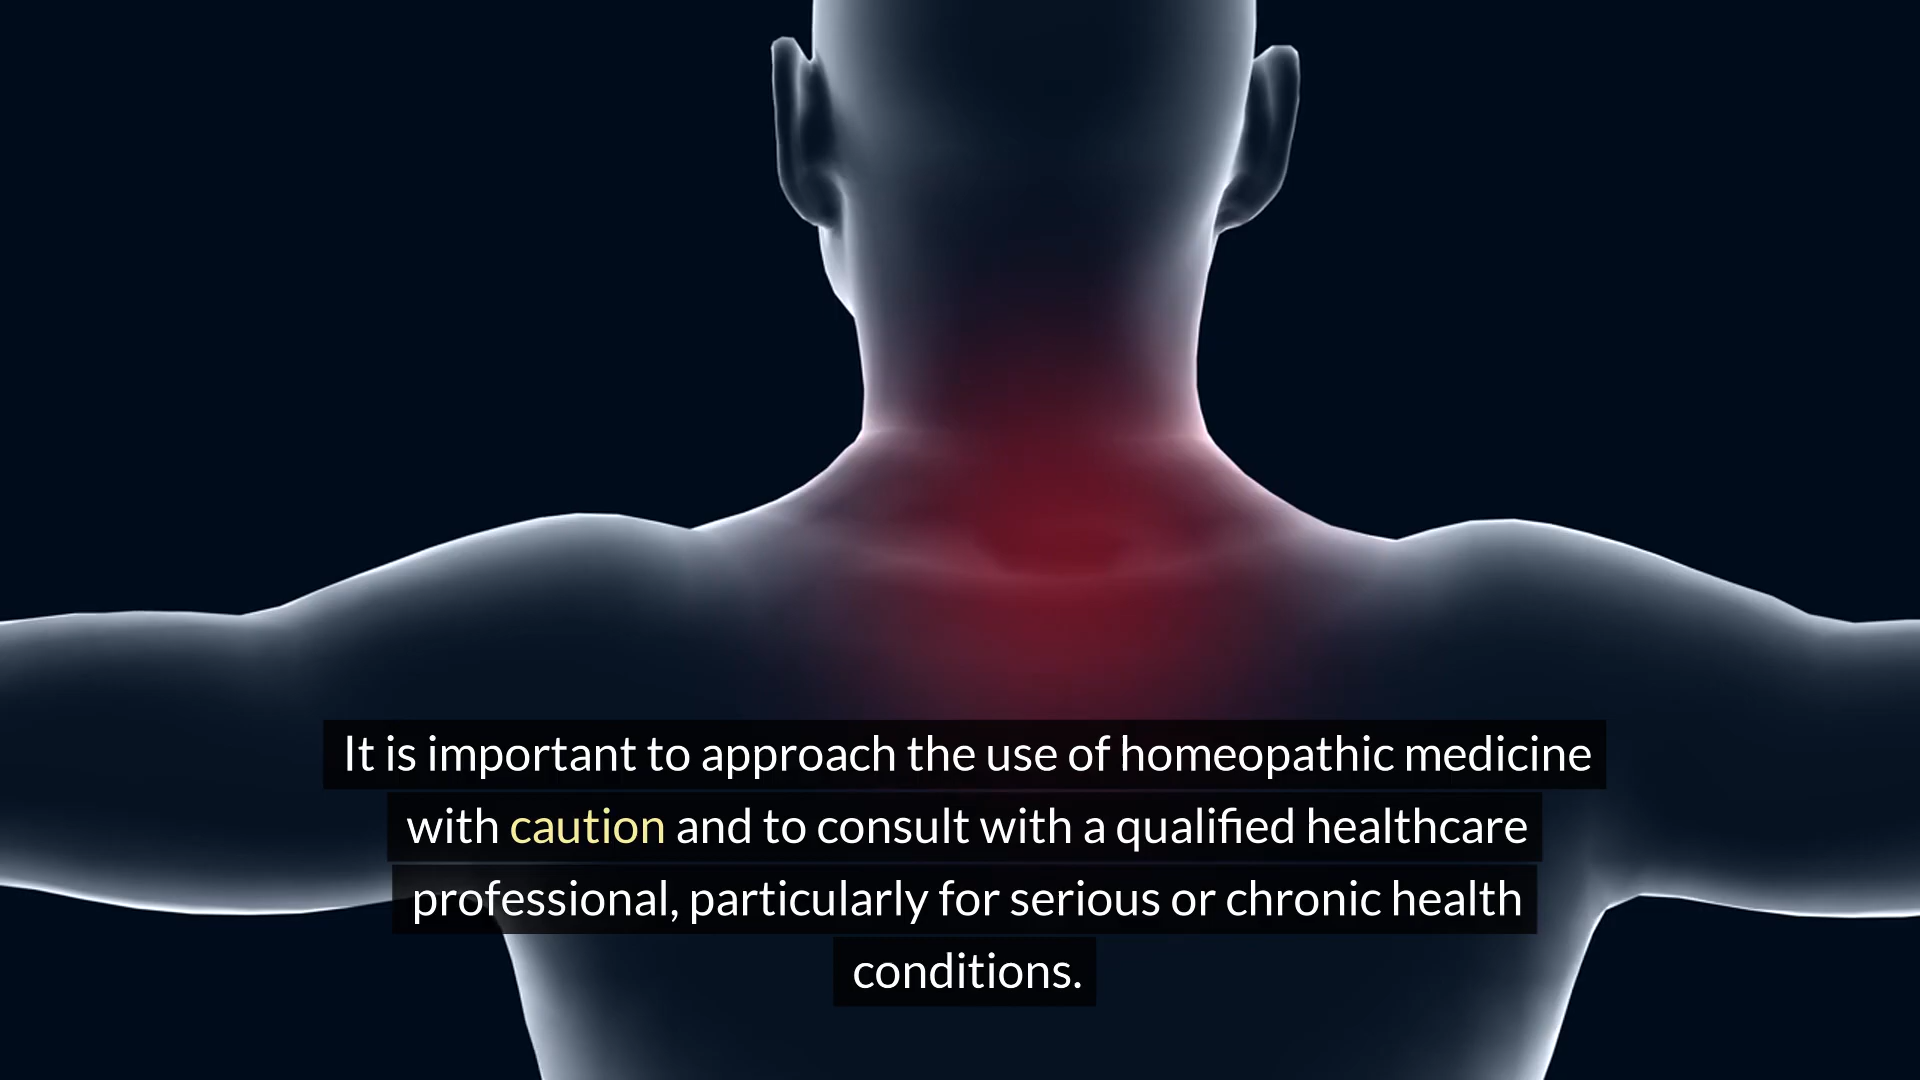 It is important to approach the use of homeopathic medicine
with caution and to consult with a qualified healthcare
professional, particularly for serious or chronic health
conditions.